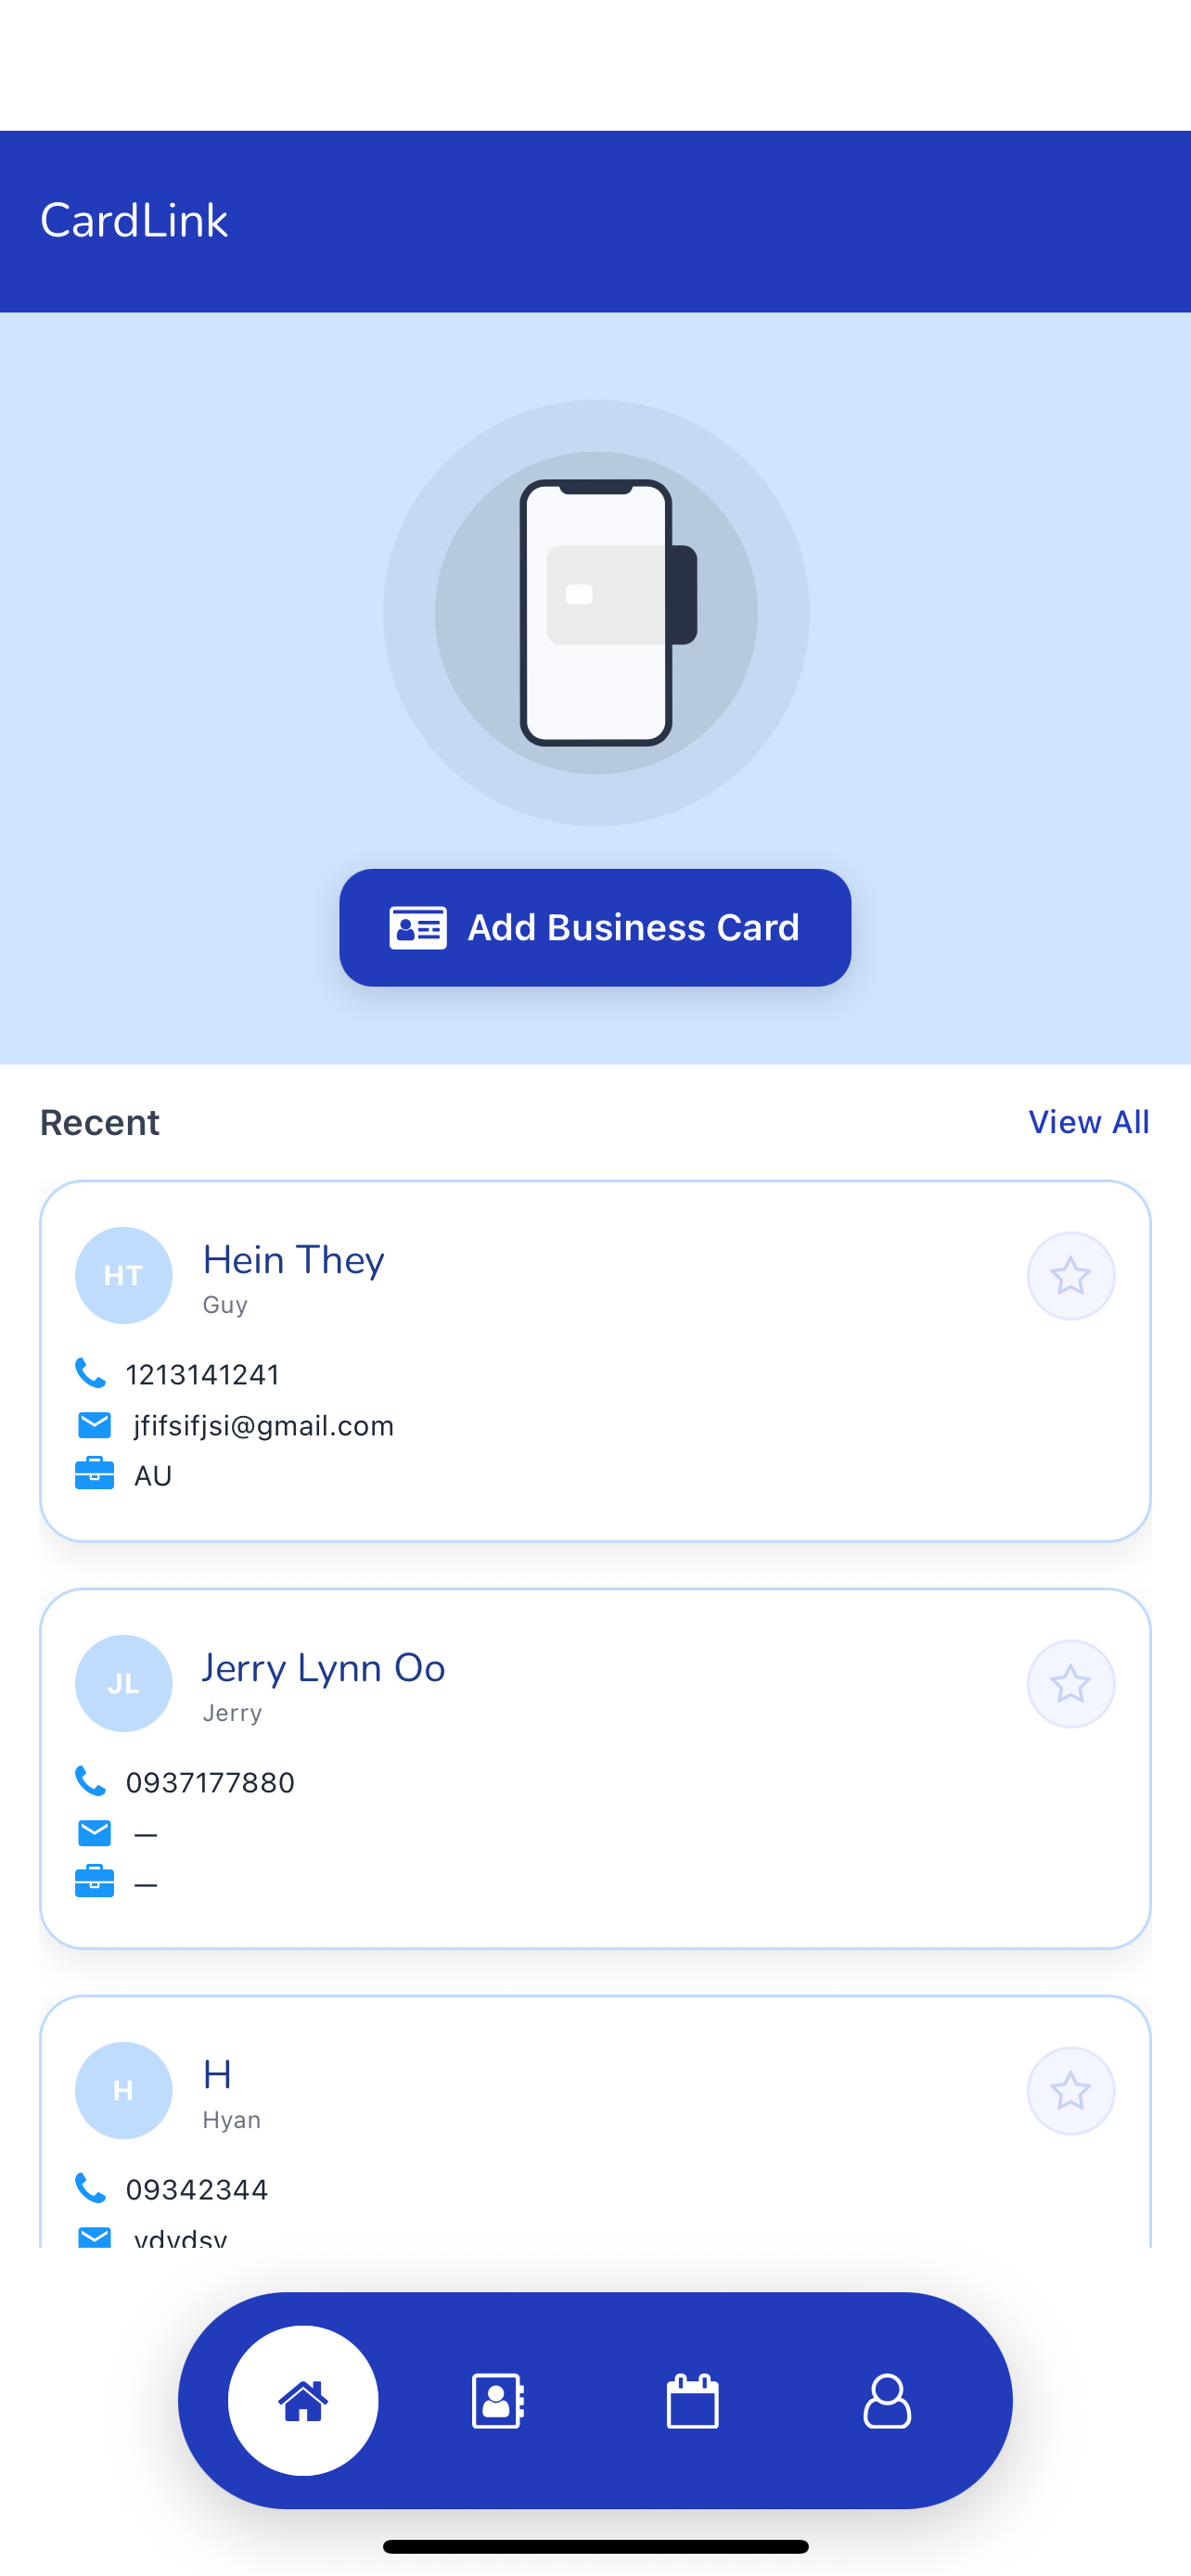 CardLink
Add Business Card
Recent
View All
HT
Hein They
Guy
1213141241
jfifsifjsi@gmail.com
AU
JL
Jerry Lynn Oo
Jerry
0937177880
—
—
H
H
Hyan
09342344
vdvdsv